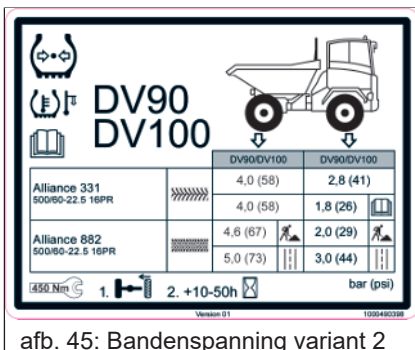 DV90
DV100
DV90/DV100 DV90/DV100
Alliance 331
500/60-22.5 16PR
4,0 (58) 2,8 (41)
4,0 (58) 1,8 (26)
Alliance 882
500/60-22.5 16PR
4,6 (67) 2,0 (29)
5,0 (73) 3,0 (44)
450 Nm 1. 2. +10-50h bar (psi)
Version 01 1000490398
afb. 45: Bandenspanning variant 2